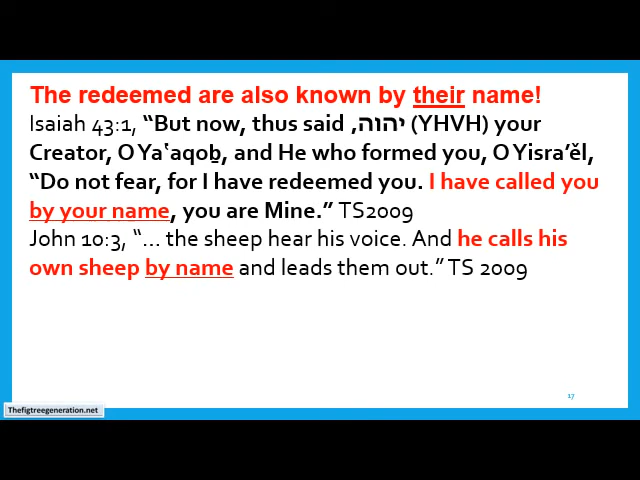 The redeemed are also known by their name!
Isaiah 43:1, “But now, thus said יהוה, (YHVH) your
Creator, O Yaʽaqoḇ, and He who formed you, O Yisra’ĕl,
“Do not fear, for I have redeemed you. I have called you
by your name, you are Mine.” TS2009
John 10:3, “... the sheep hear his voice. And he calls his
own sheep by name and leads them out.” TS 2009
17
Thefigtreegeneration.net